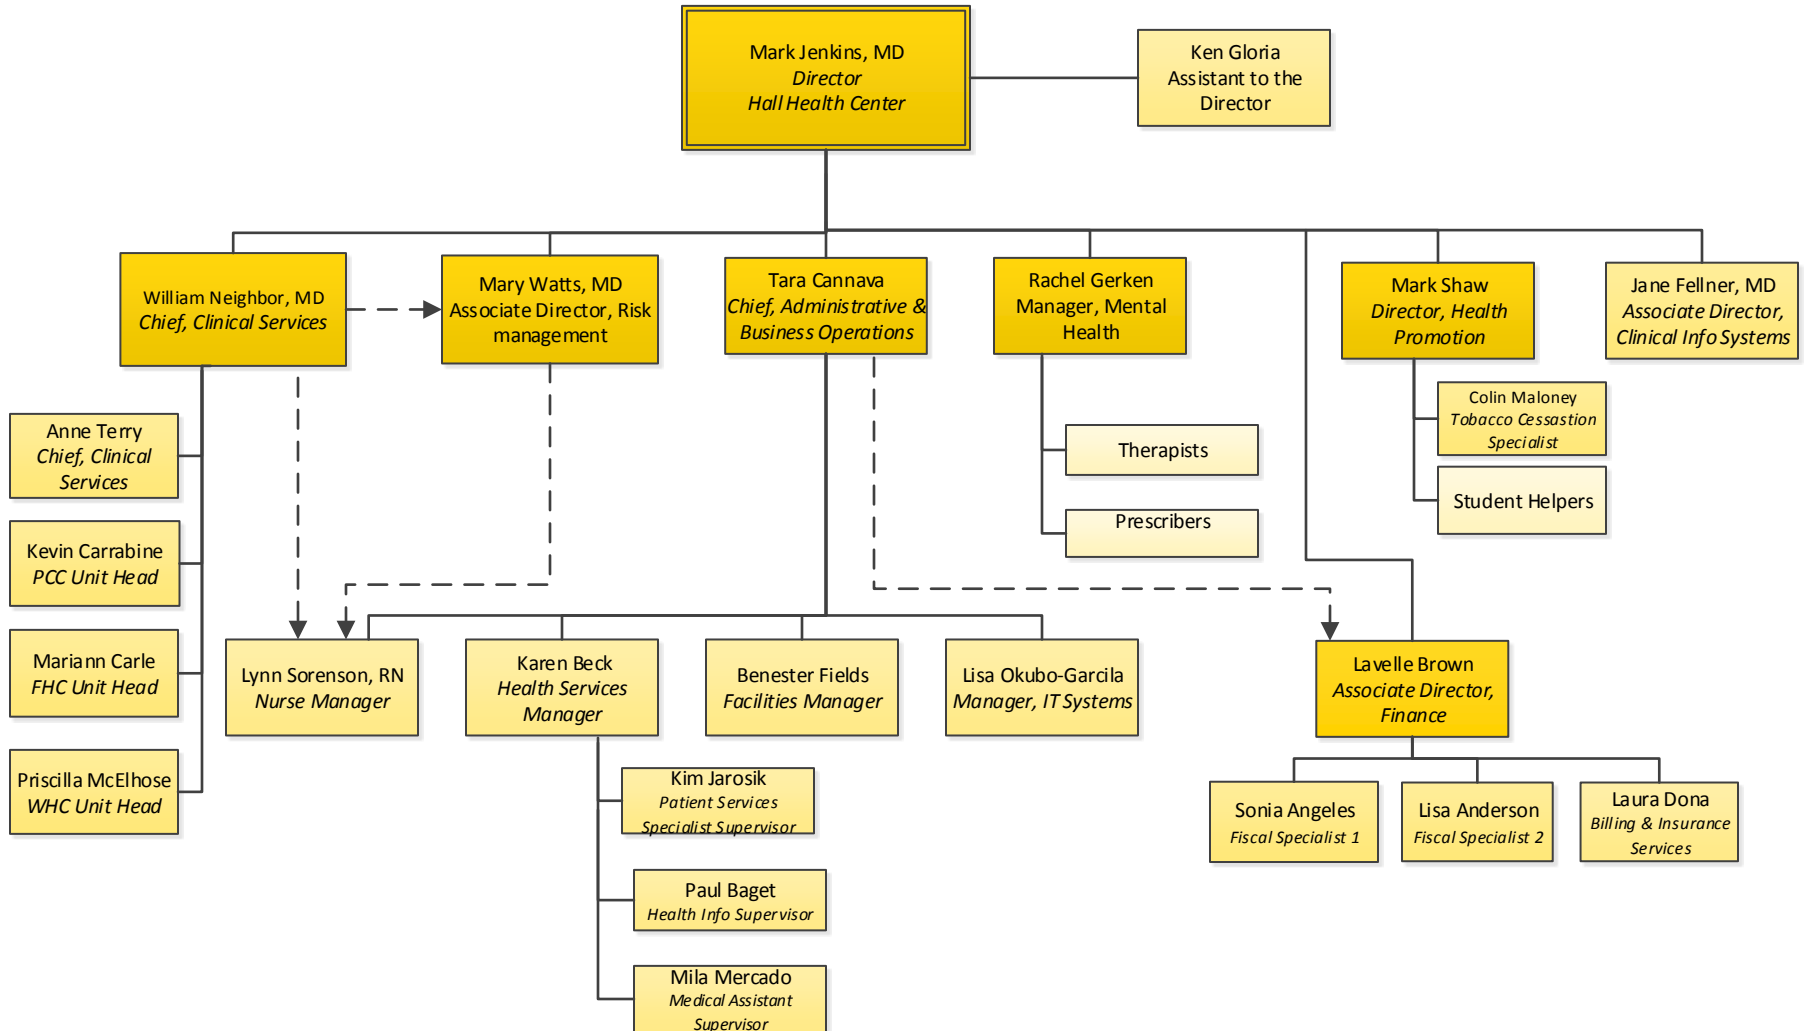 Mark Jenkins, MD
Director
Hall Health Center
Ken Gloria
Assistant to the
Director
William Neighbor, MD
Chief, Clinical Services
Mary Watts, MD
Associate Director, Risk
management
Tara Cannava
Chief, Administrative &
Business Operations
Rachel Gerken
Manager, Mental
Health
Mark Shaw
Director, Health
Promotion
Jane Fellner, MD
Associate Director,
Clinical Info Systems
Anne Terry
Chief, Clinical
Services
Kevin Carrabine
PCC Unit Head
Mariann Carle
FHC Unit Head
Priscilla McElhose
WHC Unit Head
Therapists
Prescribers
Colin Maloney
Tobacco Cessastion
Specialist
Student Helpers
Lynn Sorenson, RN
Nurse Manager
Karen Beck
Health Services
Manager
Benester Fields
Facilities Manager
Lisa Okubo-Garcila
Manager, IT Systems
Lavelle Brown
Associate Director,
Finance
Kim Jarosik
Patient Services
Specialist Supervisor
Paul Baget
Health Info Supervisor
Mila Mercado
Medical Assistant
Supervisor
Sonia Angeles
Fiscal Specialist 1
Lisa Anderson
Fiscal Specialist 2
Laura Dona
Billing & Insurance
Services